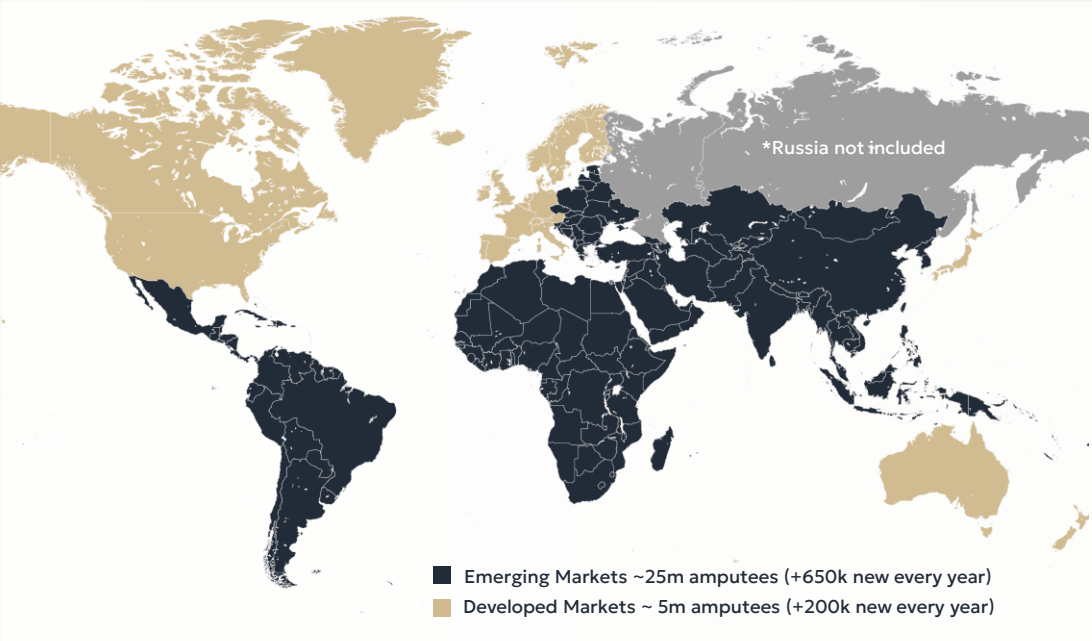 *Russia not included
Emerging Markets ~25m amputees (+650k new every year)
Developed Markets ~ 5m amputees (+200k new every year)